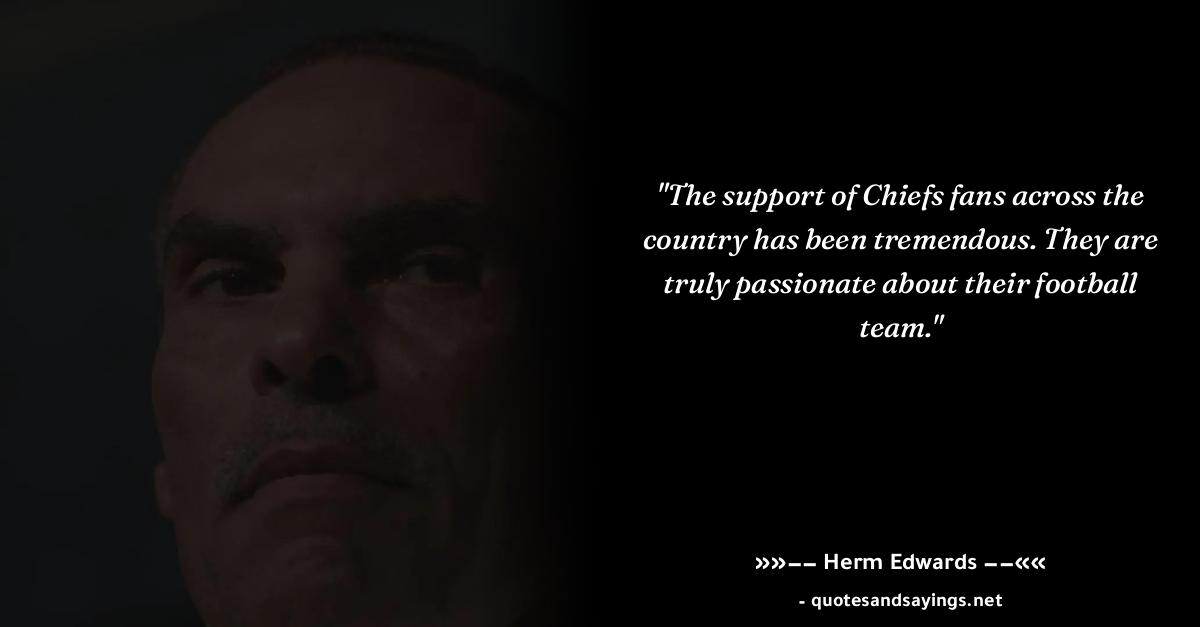 "The support of Chiefs fans across the
country has been tremendous. They are
truly passionate about their football
team."
»»–– Herm Edwards ––««
- quotesandsayings.net